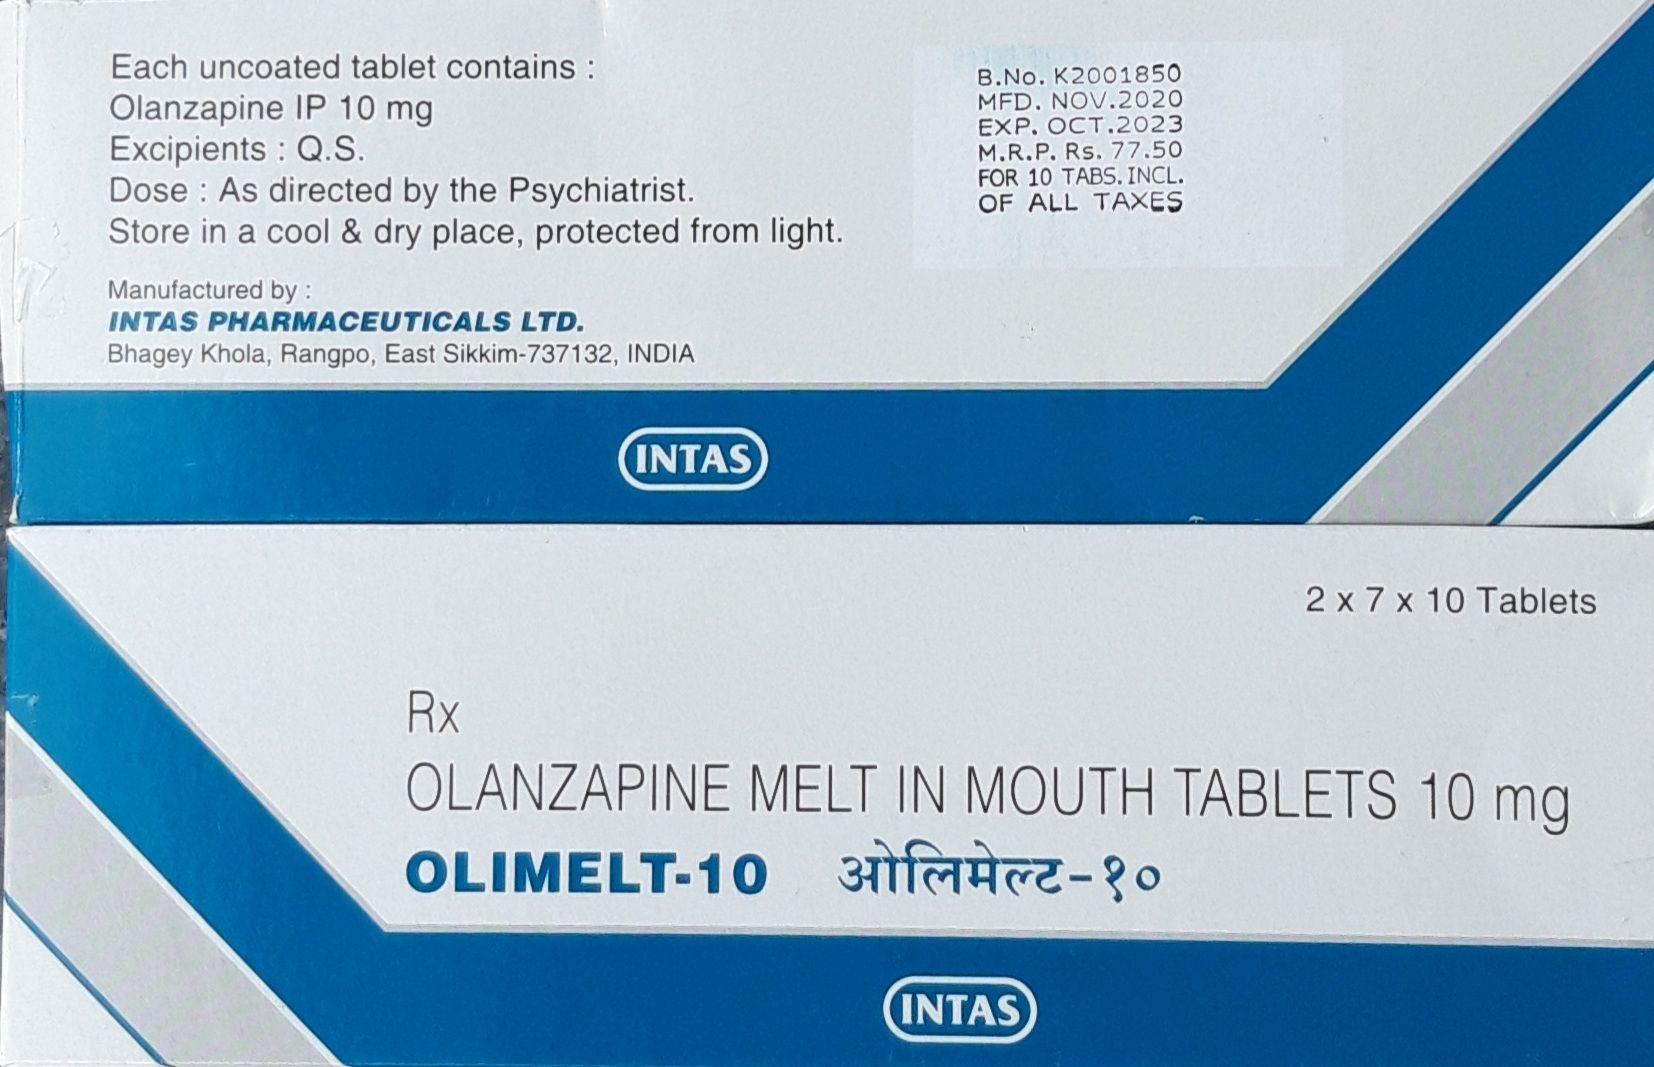 Each uncoated tablet contains :
Olanzapine IP 10 mg
Excipients : Q.S.
Dose : As directed by the Psychiatrist.
Store in a cool & dry place, protected from light.
Manufactured by :
INTAS PHARMACEUTICALS LTD.
Bhagey Khola, Rangpo, East Sikkim-737132, INDIA
B.No. K2001850
MFD. NOV.2020
EXP. OCT.2023
M.R.P. Rs. 77.50
FOR 10 TABS. INCL.
OF ALL TAXES
INTAS
2 x 7 x 10 Tablets
Rx
OLANZAPINE MELT IN MOUTH TABLETS 10 mg
OLIMELT-10 ओलिमेल्ट-१०
INTAS